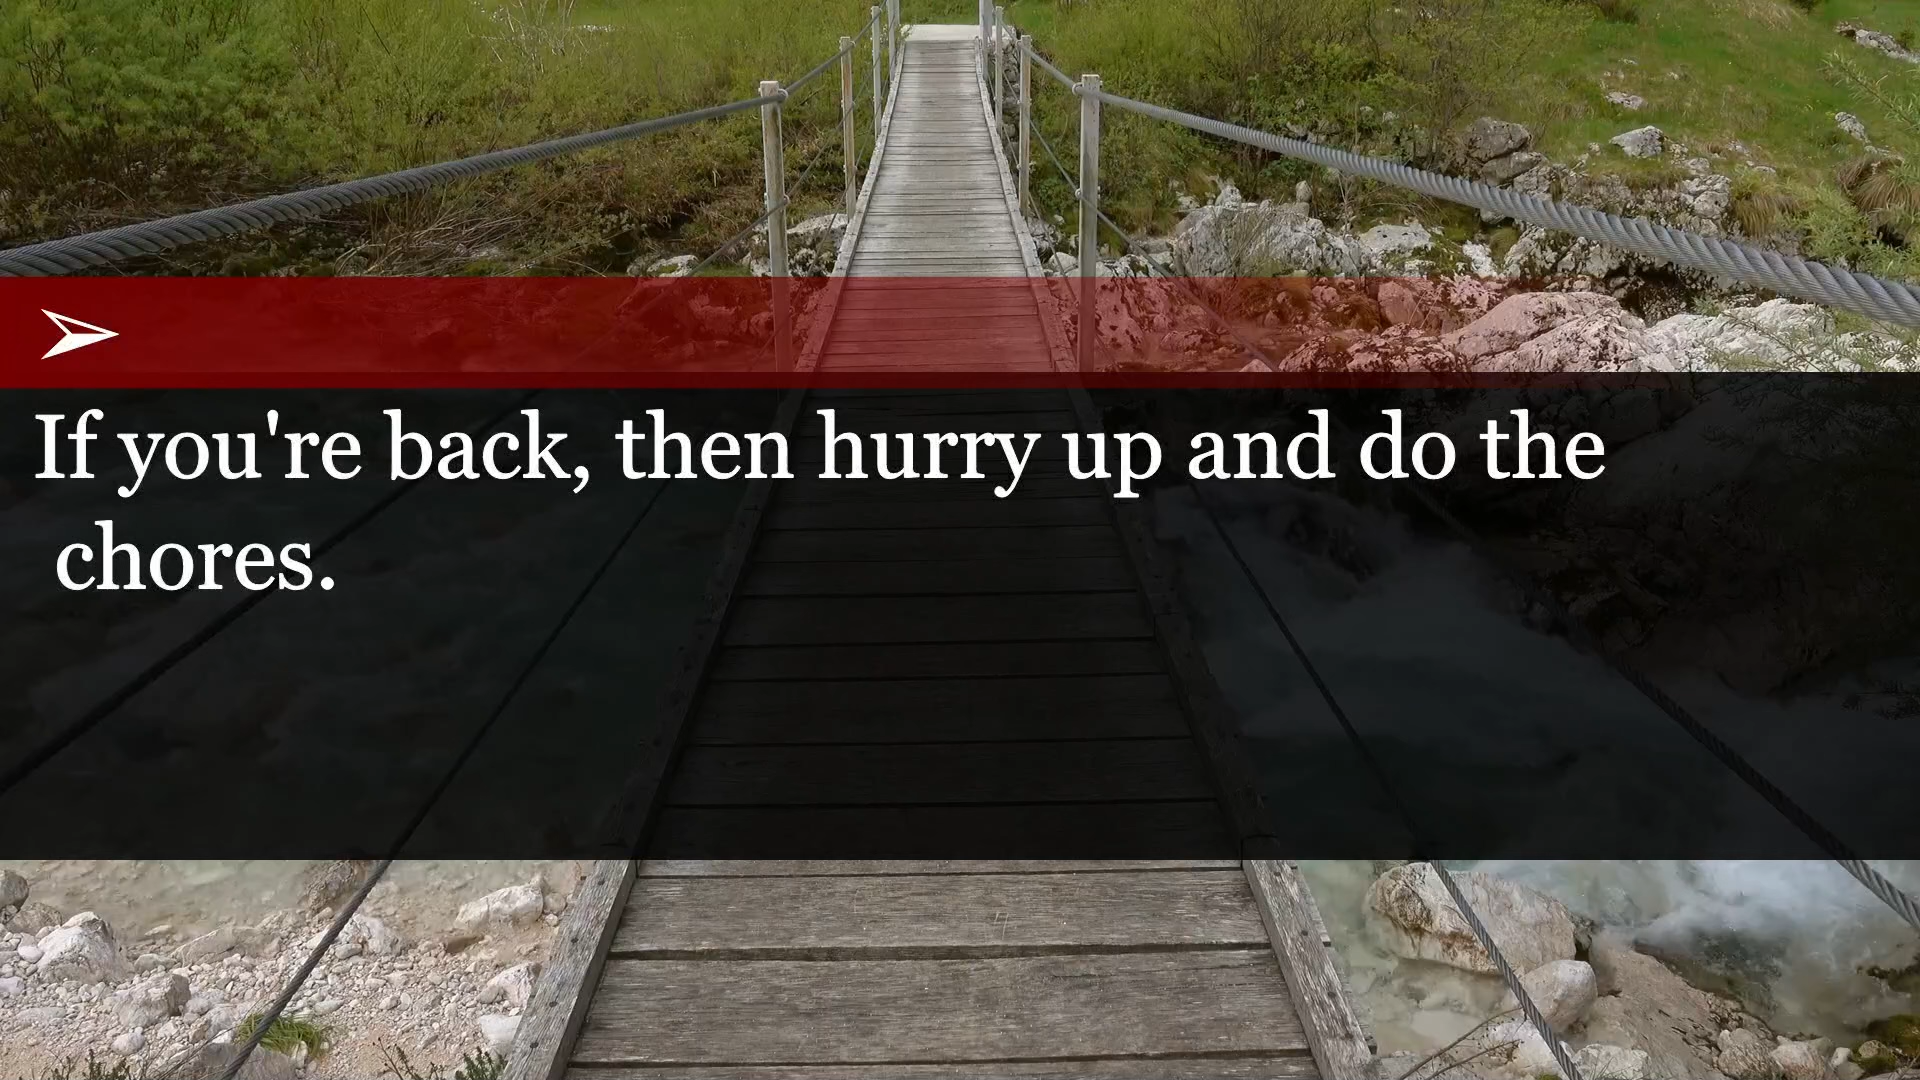 If you're back, then hurry up and do the
chores.